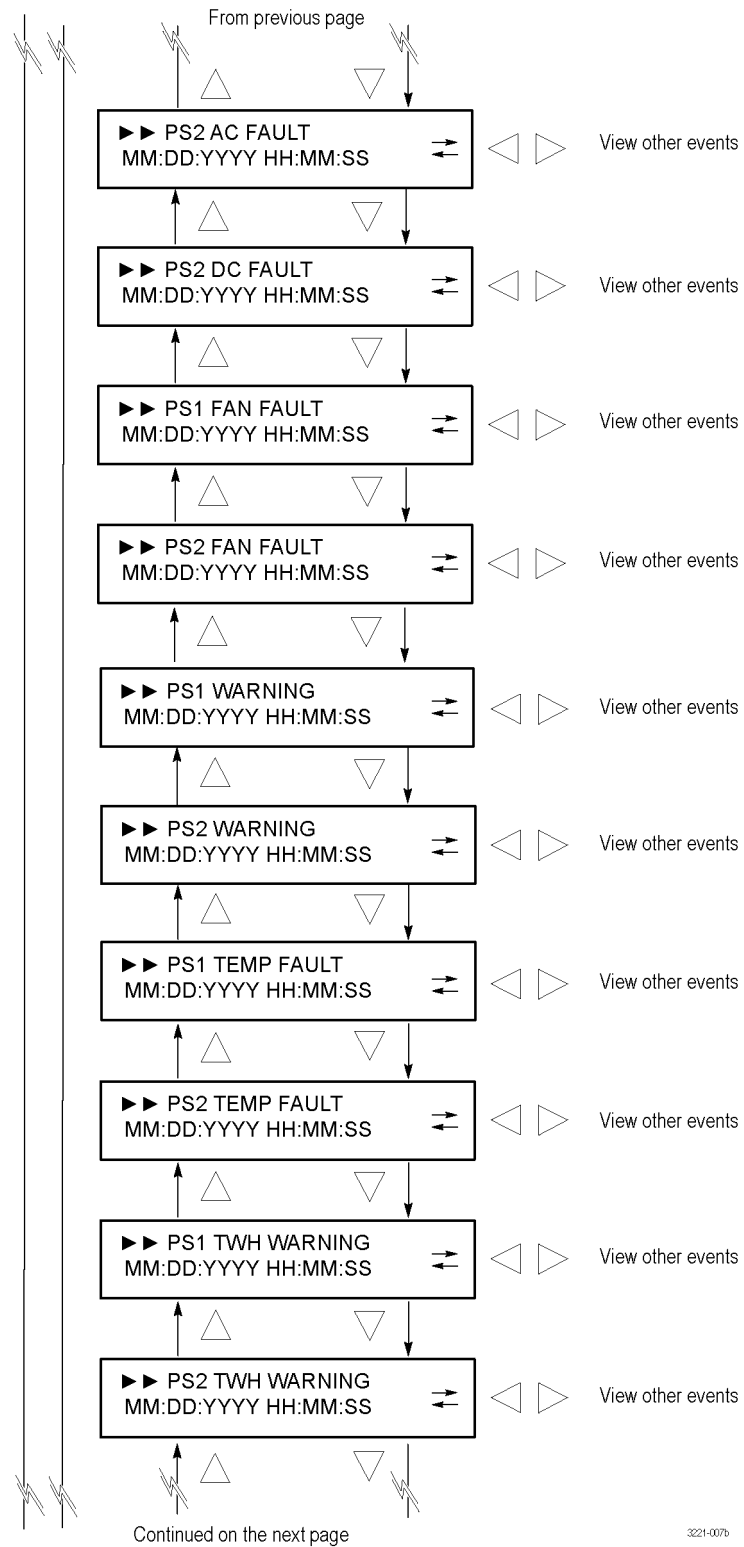 From previous page
►► PS2 AC FAULT
MM:DD:YYYY HH:MM:SS
View other events
►► PS2 DC FAULT
MM:DD:YYYY HH:MM:SS
View other events
►► PS1 FAN FAULT
MM:DD:YYYY HH:MM:SS
View other events
►► PS2 FAN FAULT
MM:DD:YYYY HH:MM:SS
View other events
►► PS1 WARNING
MM:DD:YYYY HH:MM:SS
View other events
►► PS2 WARNING
MM:DD:YYYY HH:MM:SS
View other events
►► PS1 TEMP FAULT
MM:DD:YYYY HH:MM:SS
View other events
►► PS2 TEMP FAULT
MM:DD:YYYY HH:MM:SS
View other events
►► PS1 TWH WARNING
MM:DD:YYYY HH:MM:SS
View other events
►► PS2 TWH WARNING
MM:DD:YYYY HH:MM:SS
View other events
Continued on the next page
3221-007b